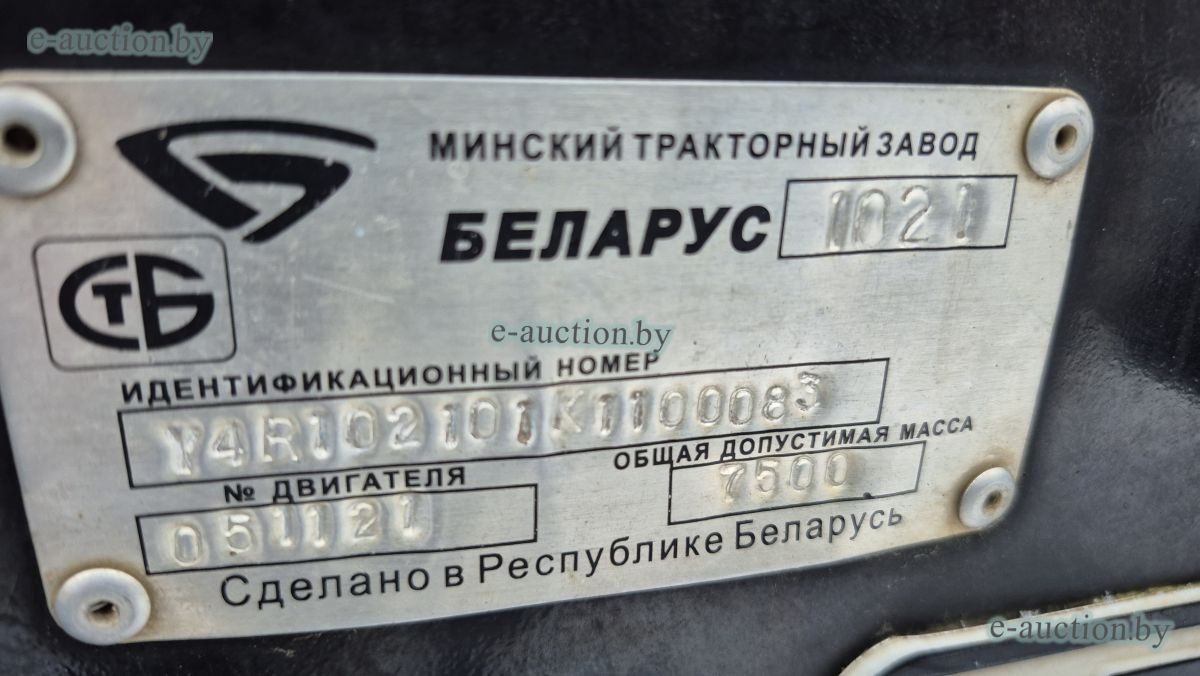 e-auction.by
МИНСКИЙ ТРАКТОРНЫЙ ЗАВОД
БЕЛАРУС 1021
СТБ
e-auction.by
ИДЕНТИФИКАЦИОННЫЙ НОМЕР
Y4R102101K1100083
ОБЩАЯ ДОПУСТИМАЯ МАССА
7500
№ ДВИГАТЕЛЯ
051121
Сделано в Республике Беларусь
e-auction.by